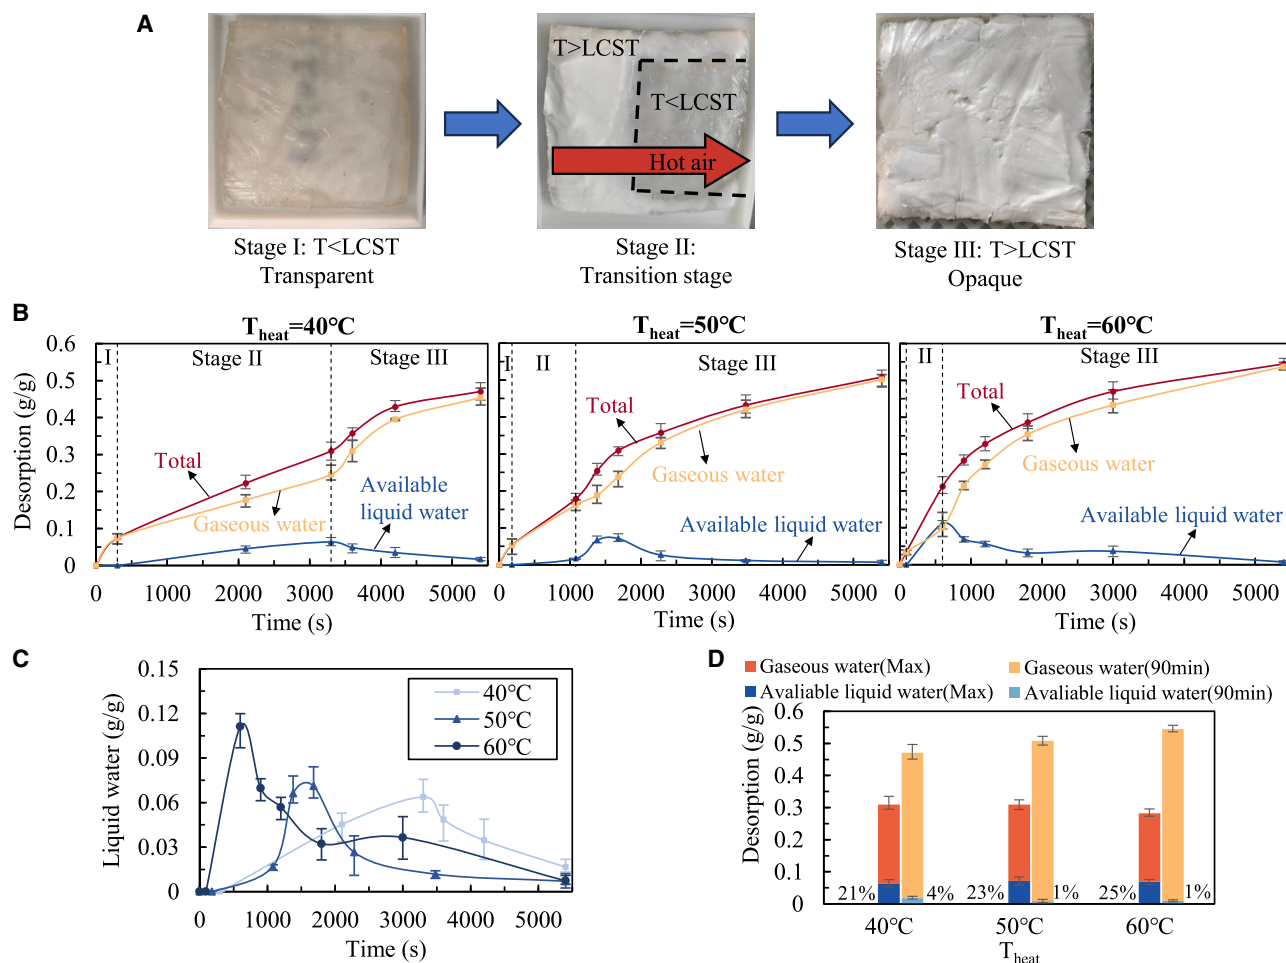 A
T>LCST
T<LCST
Hot air
Stage I: T<LCST
Transparent
Stage II:
Transition stage
Stage III: T>LCST
Opaque
B
Theat=40℃
Theat=50℃
Theat=60℃
0.6
0.5
0.4
0.3
0.2
0.1
0
Desorption (g/g)
I
Stage II
Stage III
Total
Gaseous water
Available
liquid water
0 1000 2000 3000 4000 5000
Time (s)
I
II
Stage III
Total
Gaseous water
Available liquid water
0 1000 2000 3000 4000 5000
Time (s)
II
Stage III
Total
Gaseous water
Available liquid water
0 1000 2000 3000 4000 5000
Time (s)
C
0.15
0.12
0.09
0.06
0.03
0
Liquid water (g/g)
40℃
50℃
60℃
0 1000 2000 3000 4000 5000
Time (s)
D
Gaseous water(Max)
Gaseous water(90min)
Avaliable liquid water(Max)
Avaliable liquid water(90min)
0.6
0.5
0.4
0.3
0.2
0.1
0
Desorption (g/g)
21% 4% 23% 1% 25% 1%
40℃ 50℃ 60℃
Theat